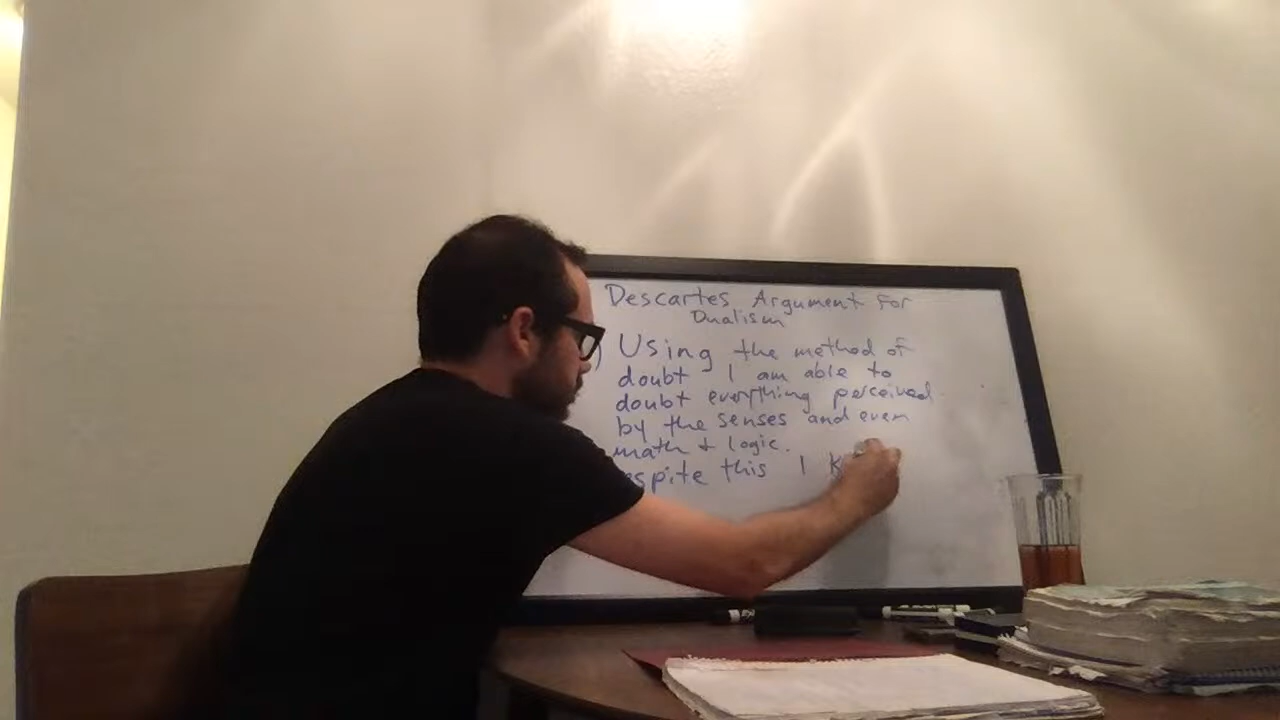 Descartes Argument For
Dualism
) Using the method of
doubt I am able to
doubt everything perceived
by the senses and even
math & logic.
espite this I K